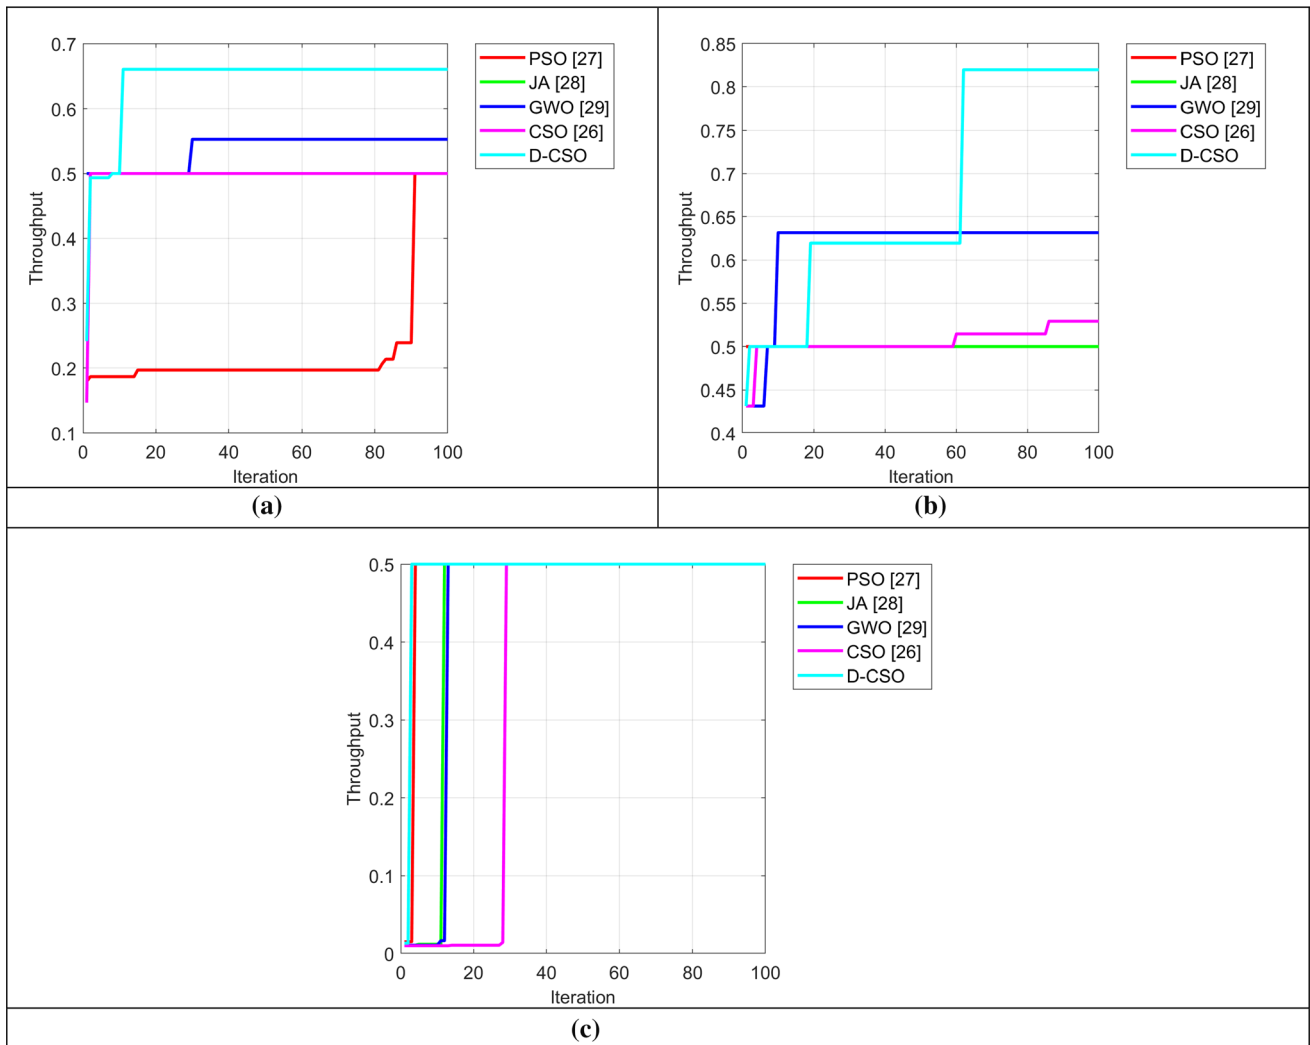 0.7
0.6
0.5
0.4
0.3
0.2
0.1
Throughput
0 20 40 60 80 100
Iteration
PSO [27]
JA [28]
GWO [29]
CSO [26]
D-CSO
(a)
0.85
0.8
0.75
0.7
0.65
0.6
0.55
0.5
0.45
0.4
Throughput
0 20 40 60 80 100
Iteration
PSO [27]
JA [28]
GWO [29]
CSO [26]
D-CSO
(b)
0.5
0.4
0.3
0.2
0.1
0
Throughput
0 20 40 60 80 100
Iteration
PSO [27]
JA [28]
GWO [29]
CSO [26]
D-CSO
(c)